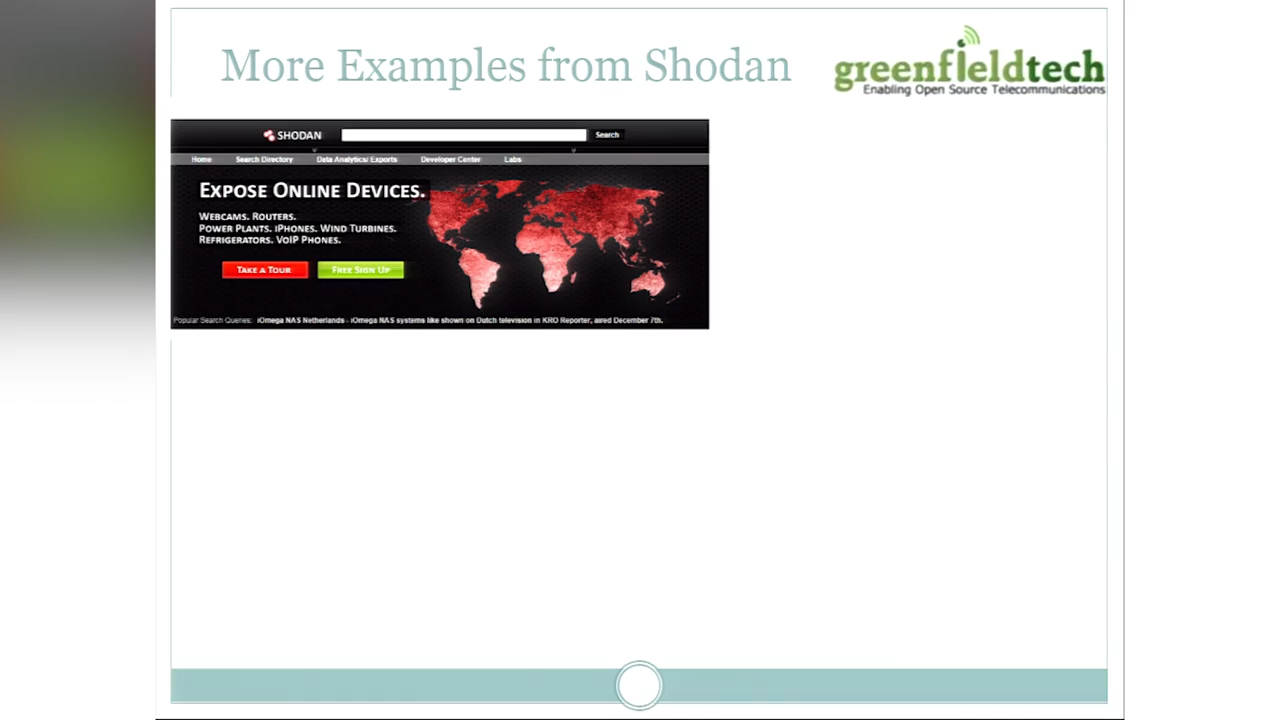 More Examples from Shodan
greenfieldtech
Enabling Open Source Telecommunications
SHODAN
Search
Home Search Directory Data Analytics/ Exports Developer Center Labs
EXPOSE ONLINE DEVICES.
WEBCAMS. ROUTERS.
POWER PLANTS. IPHONES. WIND TURBINES.
REFRIGERATORS. VOIP PHONES.
TAKE A TOUR FREE SIGN UP
Popular Search Queries: iOmega NAS Netherlands - iOmega NAS systems like shown on Dutch television in KRO Reporter, aired December 7th.